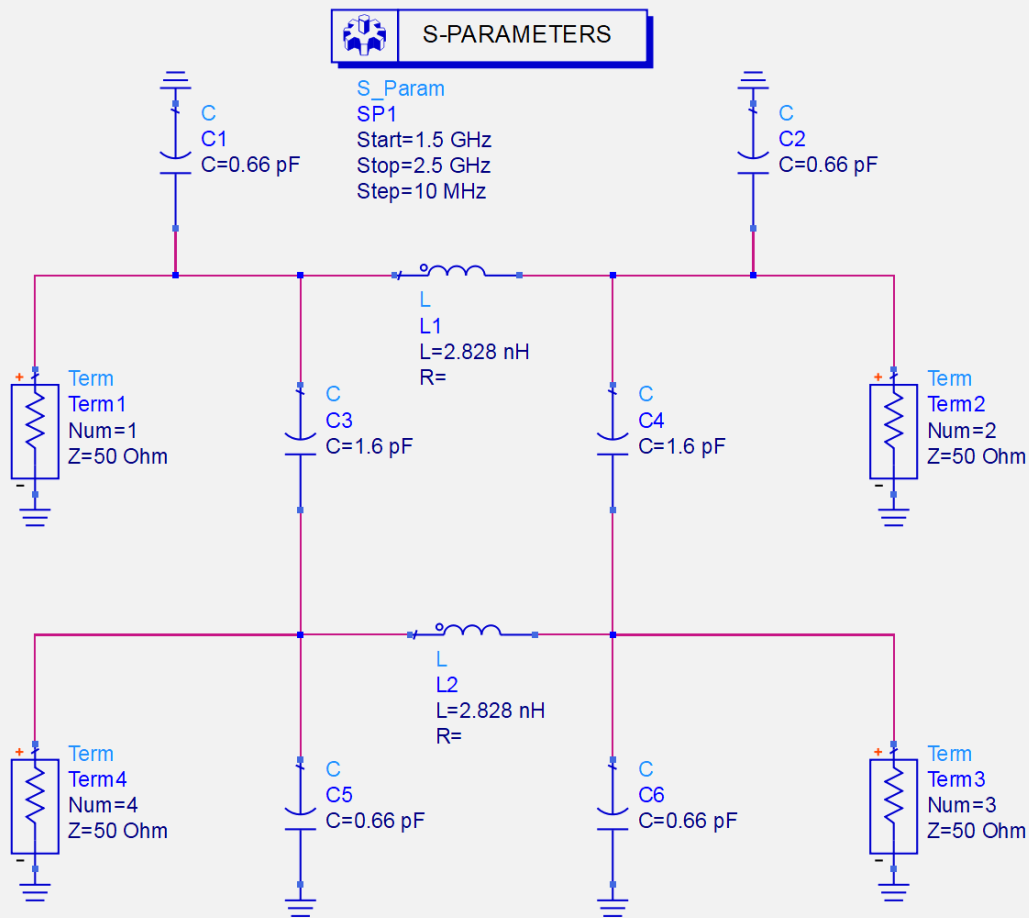 S-PARAMETERS
S_Param
SP1
Start=1.5 GHz
Stop=2.5 GHz
Step=10 MHz
C
C1
C=0.66 pF
C
C2
C=0.66 pF
L
L1
L=2.828 nH
R=
+
Term
Term1
Num=1
Z=50 Ohm
-
C
C3
C=1.6 pF
C
C4
C=1.6 pF
+
Term
Term2
Num=2
Z=50 Ohm
-
L
L2
L=2.828 nH
R=
+
Term
Term4
Num=4
Z=50 Ohm
-
C
C5
C=0.66 pF
C
C6
C=0.66 pF
+
Term
Term3
Num=3
Z=50 Ohm
-